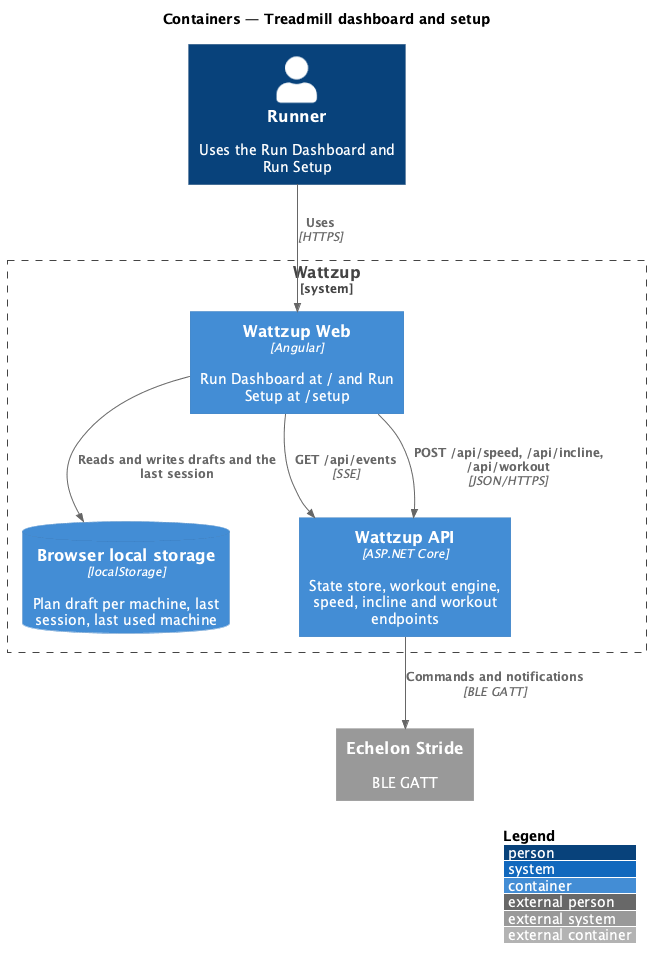 Containers — Treadmill dashboard and setup
Runner
Uses the Run Dashboard and
Run Setup
Uses
[HTTPS]
Wattzup
[system]
Wattzup Web
[Angular]
Run Dashboard at / and Run
Setup at /setup
Reads and writes drafts and the
last session
GET /api/events
[SSE]
POST /api/speed, /api/incline,
/api/workout
[JSON/HTTPS]
Browser local storage
[localStorage]
Plan draft per machine, last
session, last used machine
Wattzup API
[ASP.NET Core]
State store, workout engine,
speed, incline and workout
endpoints
Commands and notifications
[BLE GATT]
Echelon Stride
BLE GATT
Legend
person
system
container
external person
external system
external container